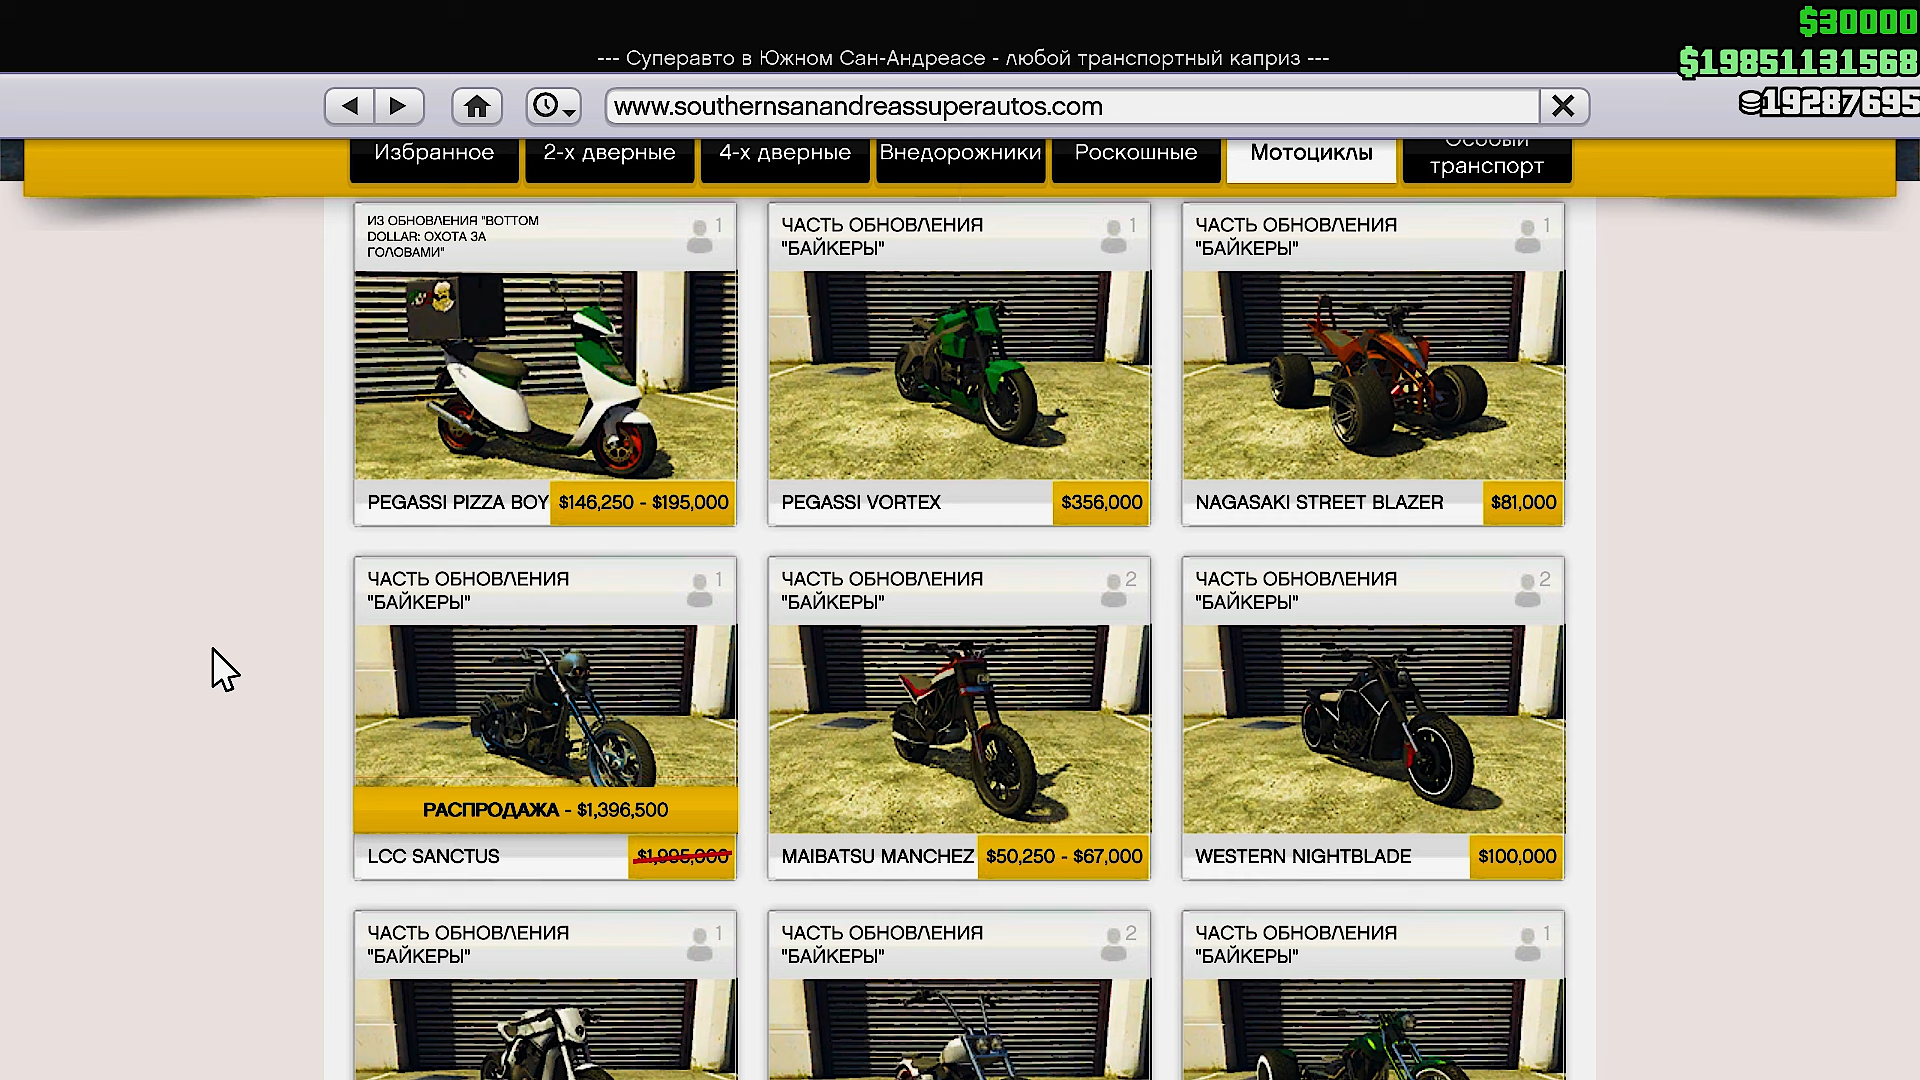 $30000
--- Суперавто в Южном Сан-Андреасе - любой транспортный каприз ---
$19851131568
www.southernsanandreassuperautos.com
19287695
Избранное
2-х дверные
4-х дверные
Внедорожники
Роскошные
Мотоциклы
Особый
транспорт
ИЗ ОБНОВЛЕНИЯ "BOTTOM
DOLLAR: ОХОТА ЗА
ГОЛОВАМИ"
1
ЧАСТЬ ОБНОВЛЕНИЯ
"БАЙКЕРЫ"
1
ЧАСТЬ ОБНОВЛЕНИЯ
"БАЙКЕРЫ"
1
PEGASSI PIZZA BOY
$146,250 - $195,000
PEGASSI VORTEX
$356,000
NAGASAKI STREET BLAZER
$81,000
ЧАСТЬ ОБНОВЛЕНИЯ
"БАЙКЕРЫ"
1
ЧАСТЬ ОБНОВЛЕНИЯ
"БАЙКЕРЫ"
2
ЧАСТЬ ОБНОВЛЕНИЯ
"БАЙКЕРЫ"
2
РАСПРОДАЖА - $1,396,500
LCC SANCTUS
$1,995,000
MAIBATSU MANCHEZ
$50,250 - $67,000
WESTERN NIGHTBLADE
$100,000
ЧАСТЬ ОБНОВЛЕНИЯ
"БАЙКЕРЫ"
1
ЧАСТЬ ОБНОВЛЕНИЯ
"БАЙКЕРЫ"
2
ЧАСТЬ ОБНОВЛЕНИЯ
"БАЙКЕРЫ"
1